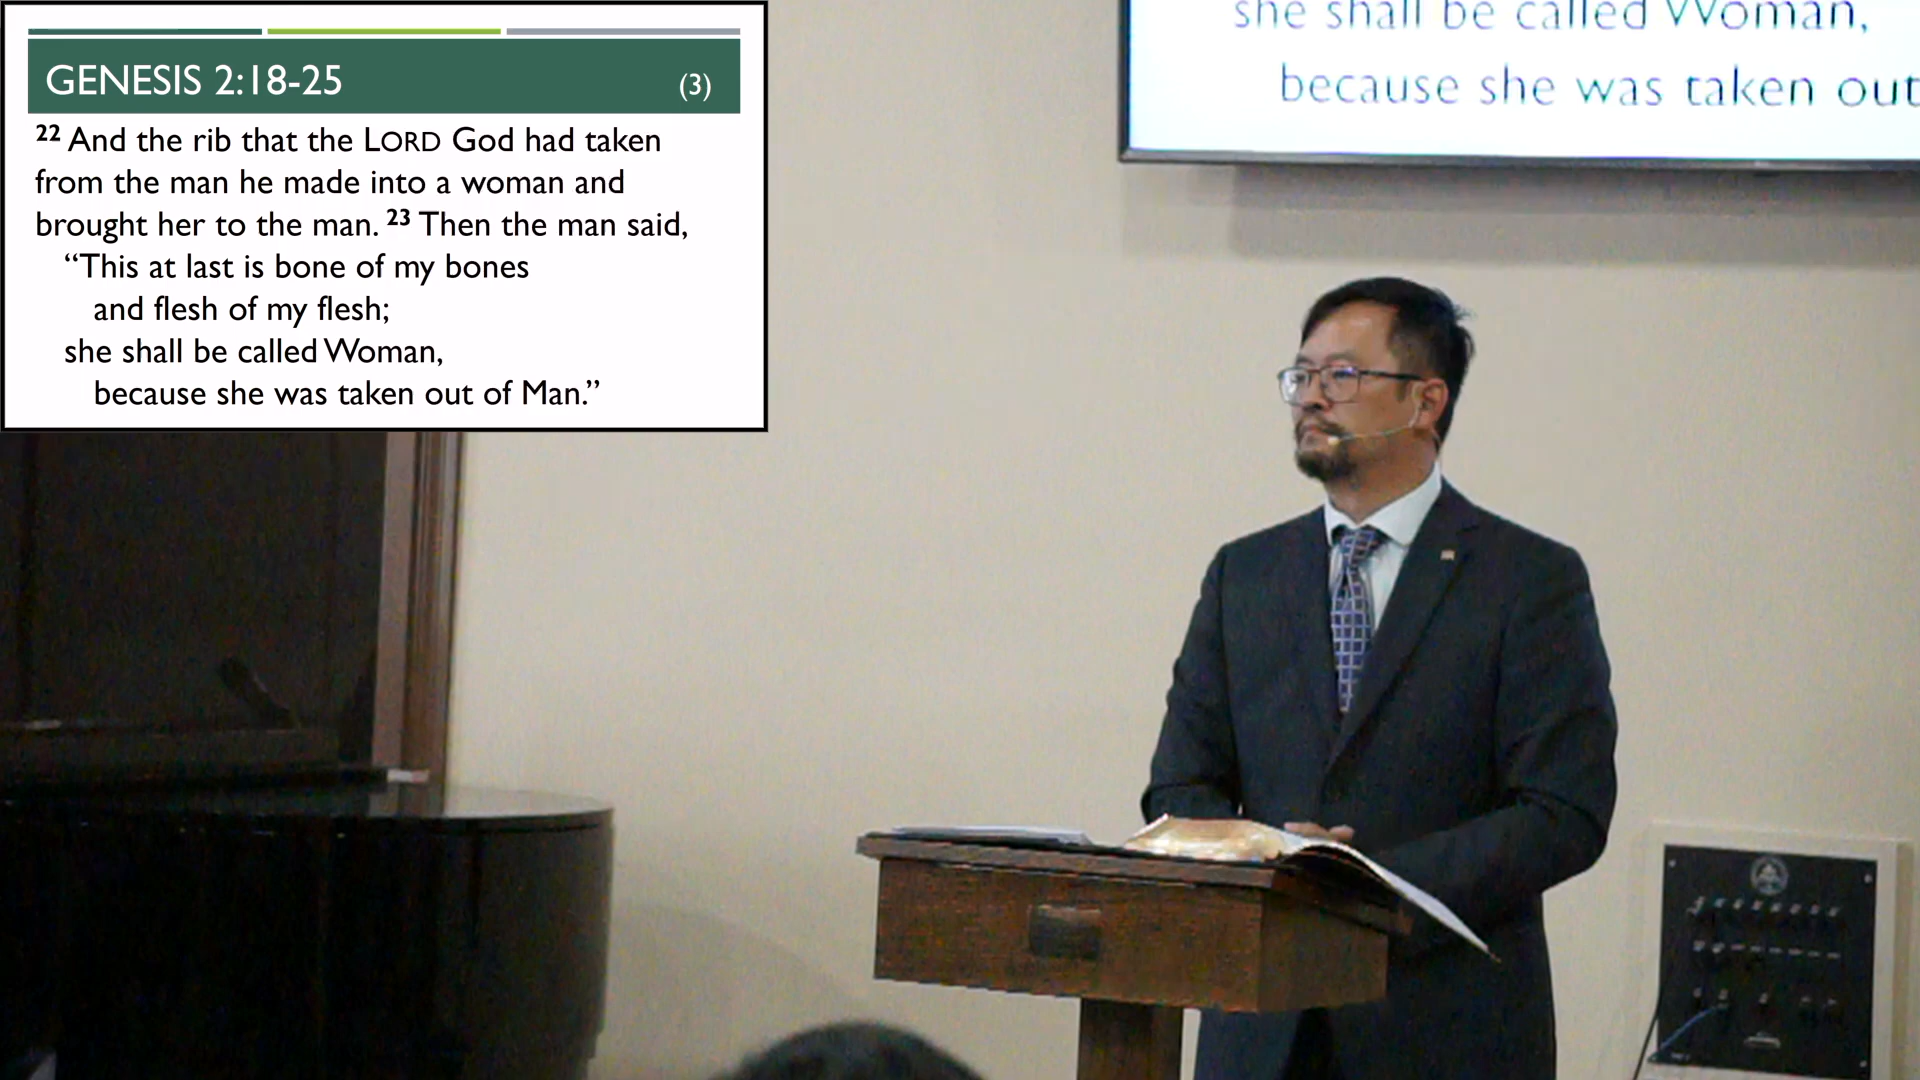 GENESIS 2:18-25 (3)
22 And the rib that the LORD God had taken
from the man he made into a woman and
brought her to the man. 23 Then the man said,
“This at last is bone of my bones
and flesh of my flesh;
she shall be called Woman,
because she was taken out of Man.”
she shall be called Woman,
because she was taken out